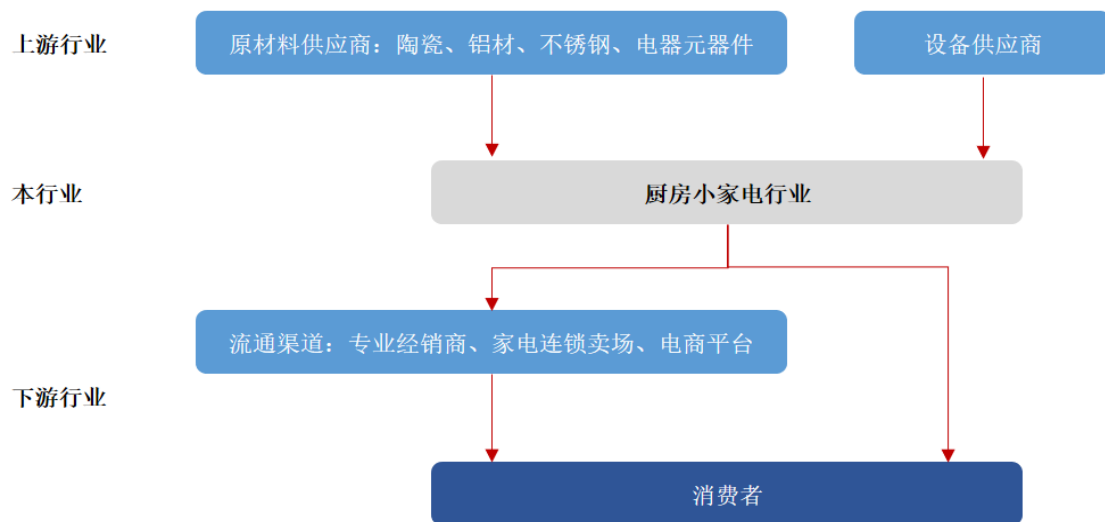 上游行业
原材料供应商：陶瓷、铝材、不锈钢、电器元器件
设备供应商
本行业
厨房小家电行业
流通渠道：专业经销商、家电连锁卖场、电商平台
下游行业
消费者